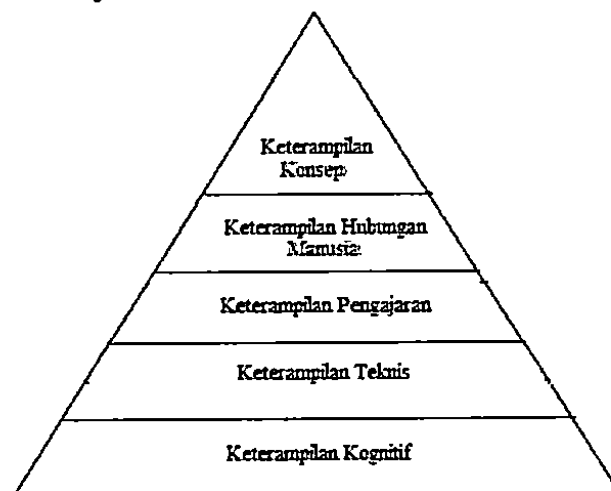 Keterampilan
Konsep
Keterampilan Hubungan
Manusia
Keterampilan Pengajaran
Keterampilan Teknis
Keterampilan Kognitif